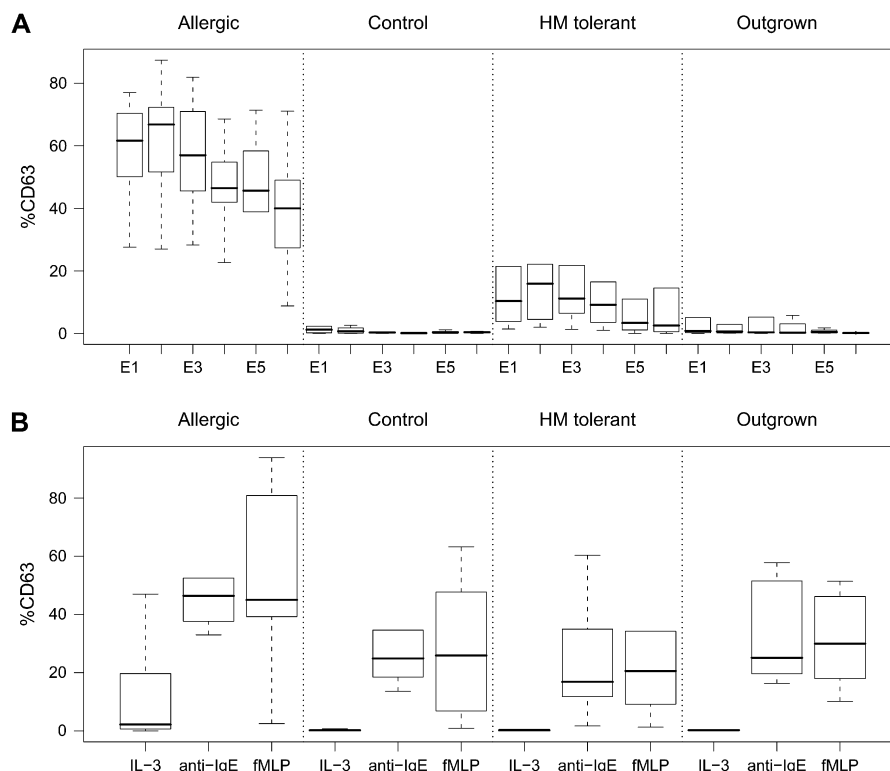 A
Allergic Control HM tolerant Outgrown
%CD63
80
60
40
20
0
E1 E3 E5 E1 E3 E5 E1 E3 E5 E1 E3 E5
B
Allergic Control HM tolerant Outgrown
%CD63
80
60
40
20
0
IL−3 anti−IgE fMLP IL−3 anti−IgE fMLP IL−3 anti−IgE fMLP IL−3 anti−IgE fMLP